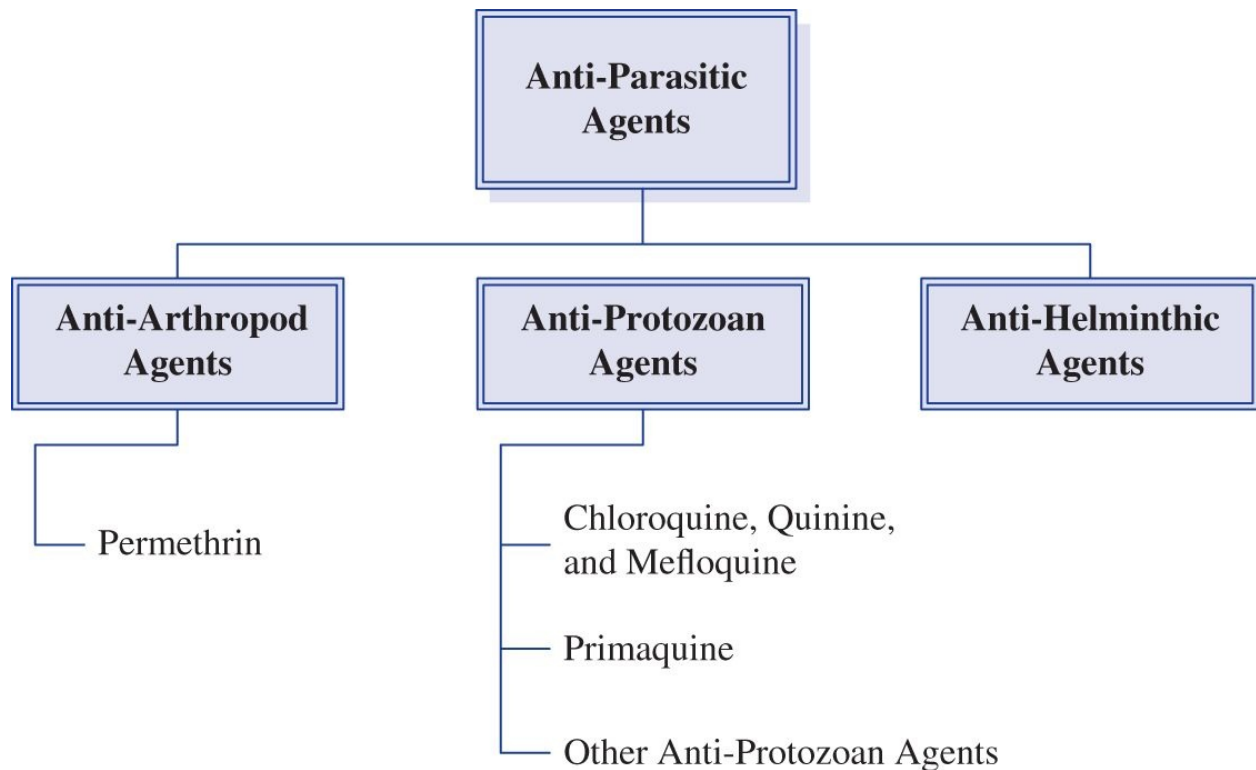 Anti-Parasitic
Agents
Anti-Arthropod
Agents
Anti-Protozoan
Agents
Anti-Helminthic
Agents
Permethrin
Chloroquine, Quinine,
and Mefloquine
Primaquine
Other Anti-Protozoan Agents